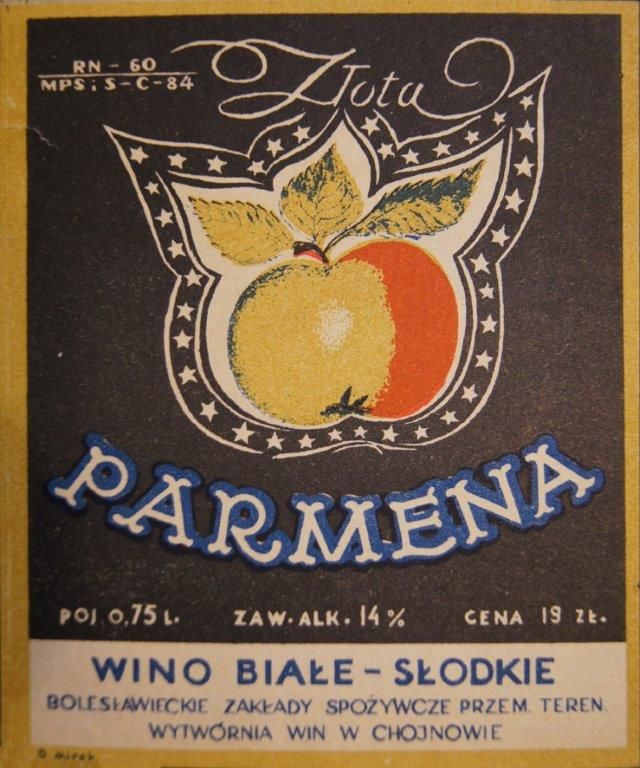 RN - 60
MPS i S - C - 84
Złota
PARMENA
POJ 0,75 L. ZAW. ALK. 14% CENA 19 ZŁ.
WINO BIAŁE - SŁODKIE
BOLESŁAWIECKIE ZAKŁADY SPOŻYWCZE PRZEM. TEREN.
WYTWÓRNIA WIN W CHOJNOWIE